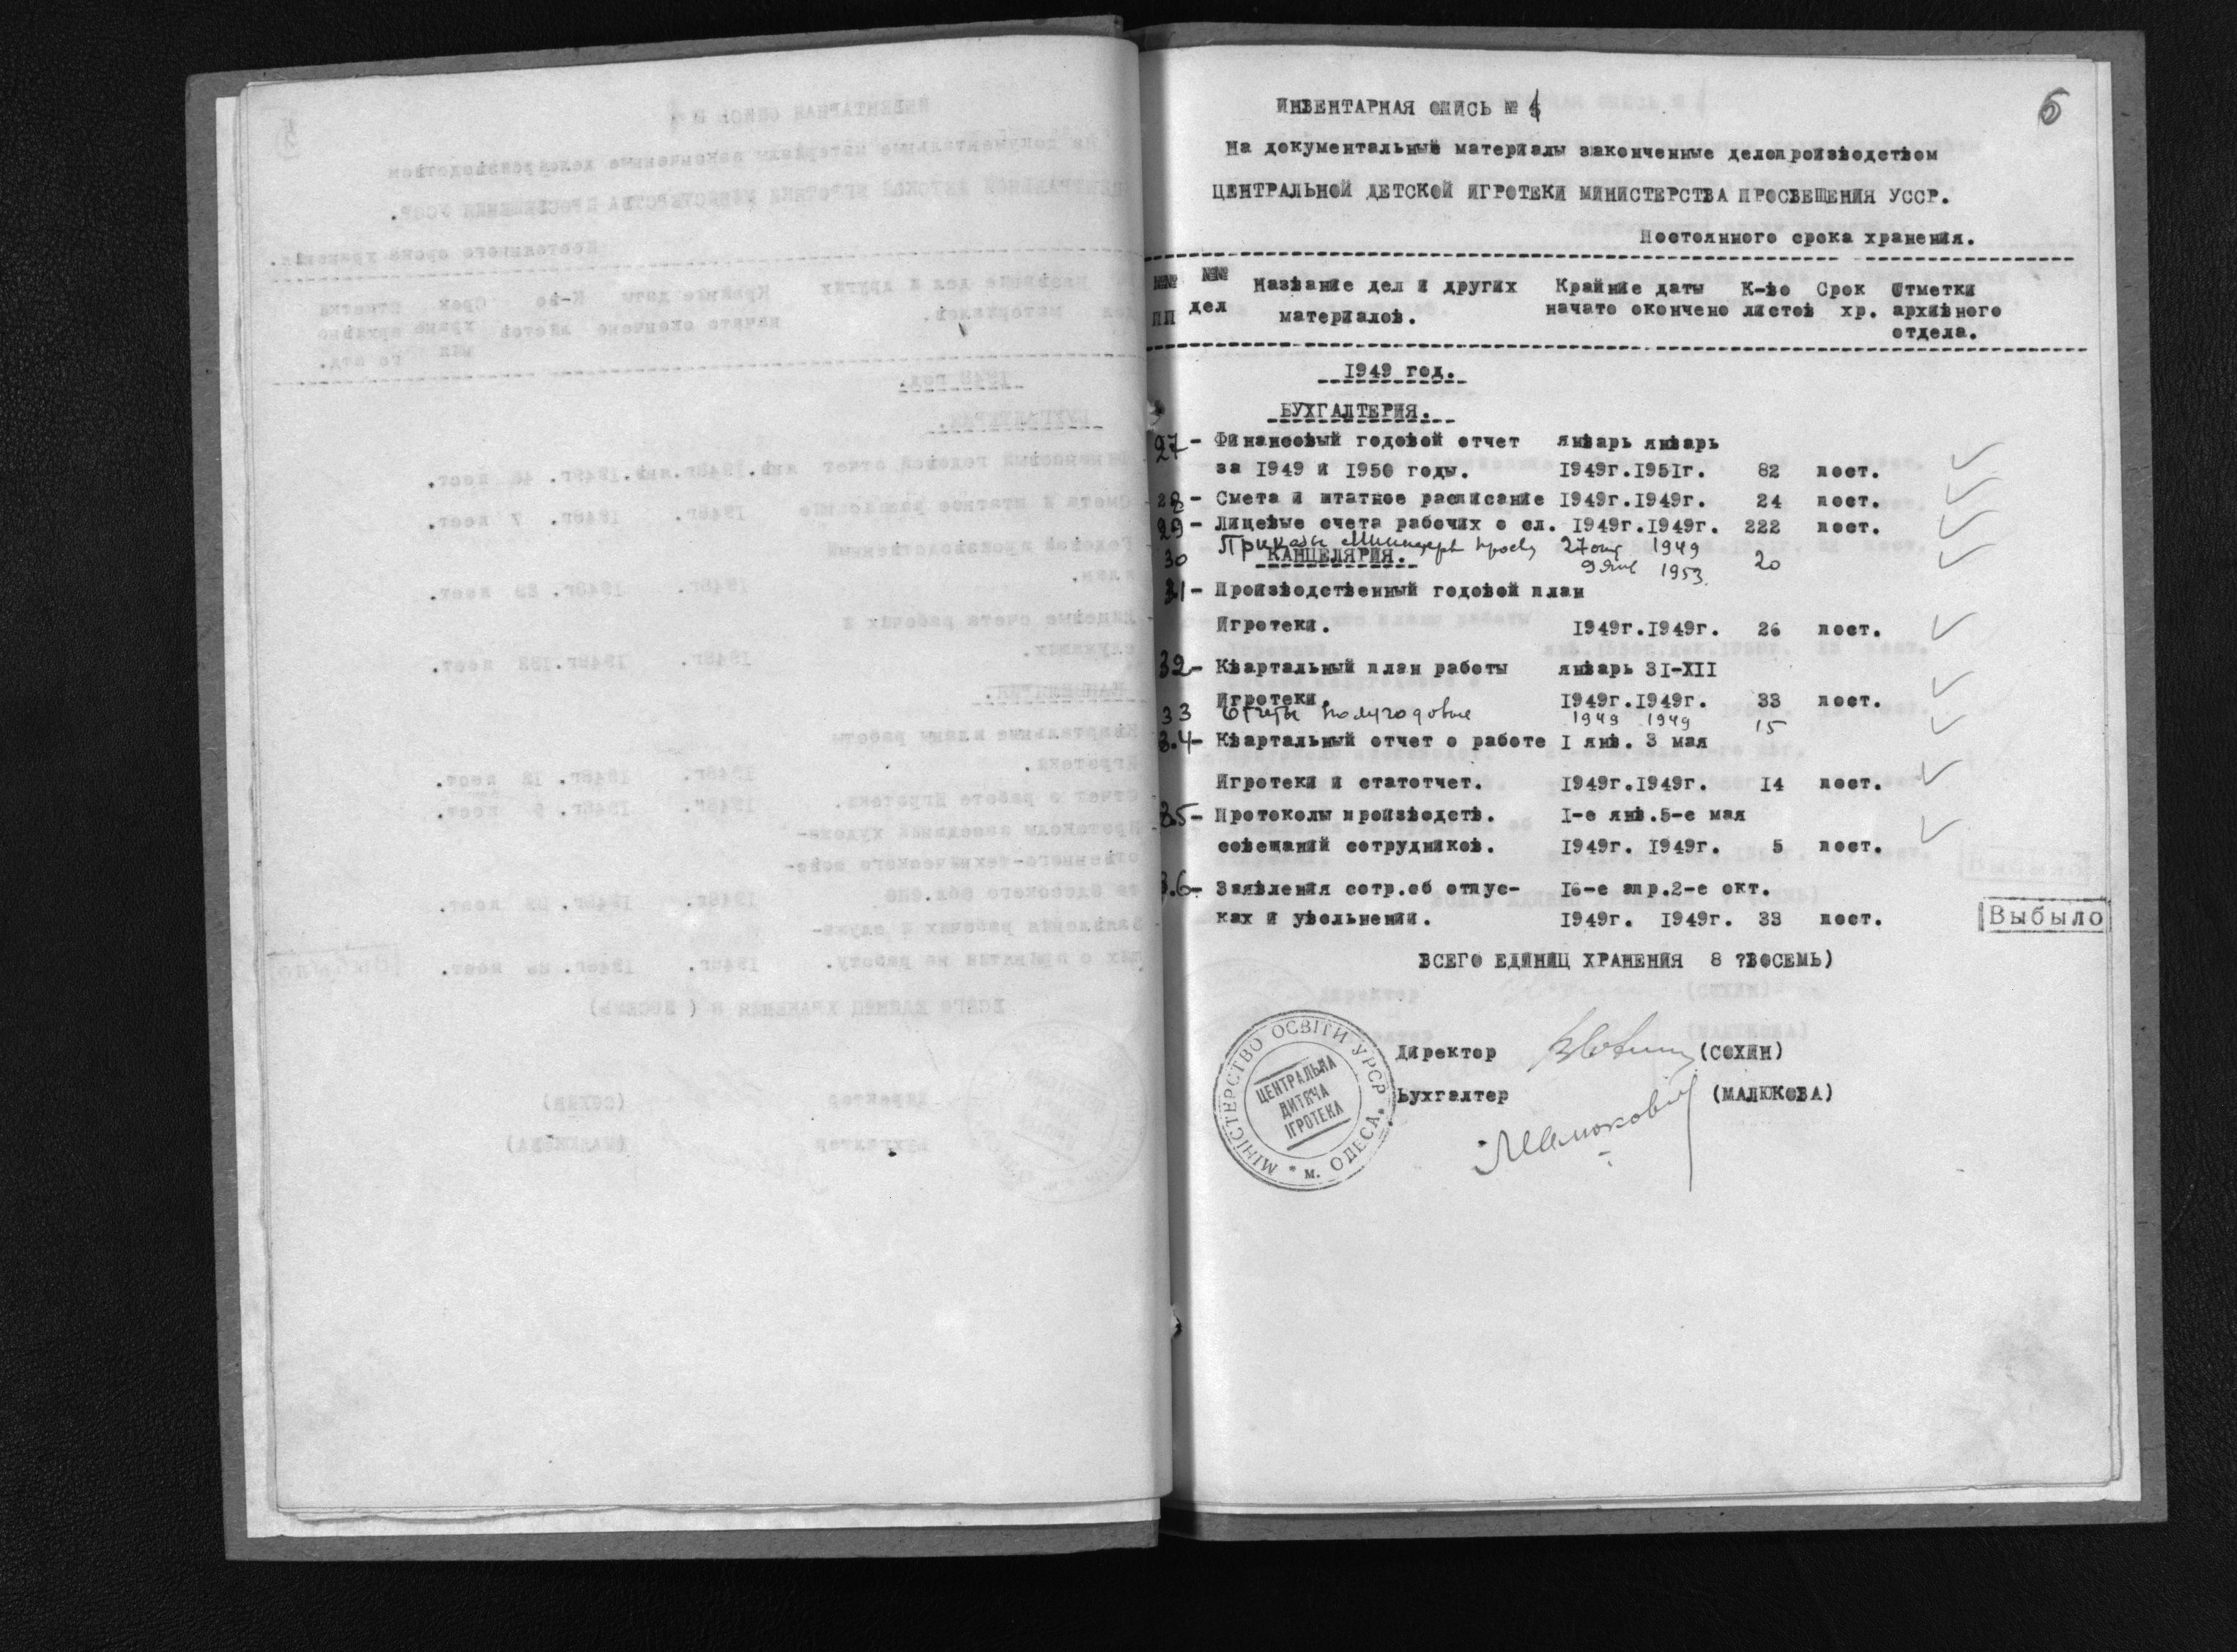 6
ИНВЕНТАРНАЯ ОПИСЬ №
На документальные материалы законченные делопроизводством
ЦЕНТРАЛЬНОЙ ДЕТСКОЙ ИГРОТЕКИ МИНИСТЕРСТВА ПРОСВЕЩЕНИЯ УССР.
Постоянного срока хранения.
№№ №№ Название дел и других Крайние даты К-во Срок Отметки
пп дел материалов. начато окончено листов хр. архивного
отдела.
1949 год.
БУХГАЛТЕРИЯ.
27- Финансовый годовой отчет январь январь
за 1949 и 1950 годы. 1949г.1951г. 82 пост.
28- Смета и штатное расписание 1949г.1949г. 24 пост.
29- Лицевые счета рабочих о сл. 1949г.1949г. 222 пост.
30 Приказы 27 1949
КАНЦЕЛЯРИЯ. 9 янв 1953 20
31- Производственный годовой план
Игротеки. 1949г.1949г. 26 пост.
32- Квартальный план работы январь 31-XII
Игротеки. 1949г.1949г. 33 пост.
33 Отчеты полугодовые 1949 1949 15
34- Квартальный отчет о работе I янв. 3 мая
Игротеки и статотчет. 1949г.1949г. 14 пост.
35- Протоколы производств. I-е янв.5-е мая
совещаний сотрудников. 1949г. 1949г. 5 пост.
36- Заявления сотр.об отпус- 16-е апр.2-е окт.
ках и увольнении. 1949г. 1949г. 33 пост.
Выбыло
ВСЕГО ЕДИНИЦ ХРАНЕНИЯ 8 ?ВОСЕМЬ)
Директор (СОХИН)
Бухгалтер (МАЛЮКОВА)
МІНІСТЕРСТВО ОСВІТИ УРСР
* м. ОДЕСА.
ЦЕНТРАЛЬНА
ДИТЯЧА
ІГРОТЕКА